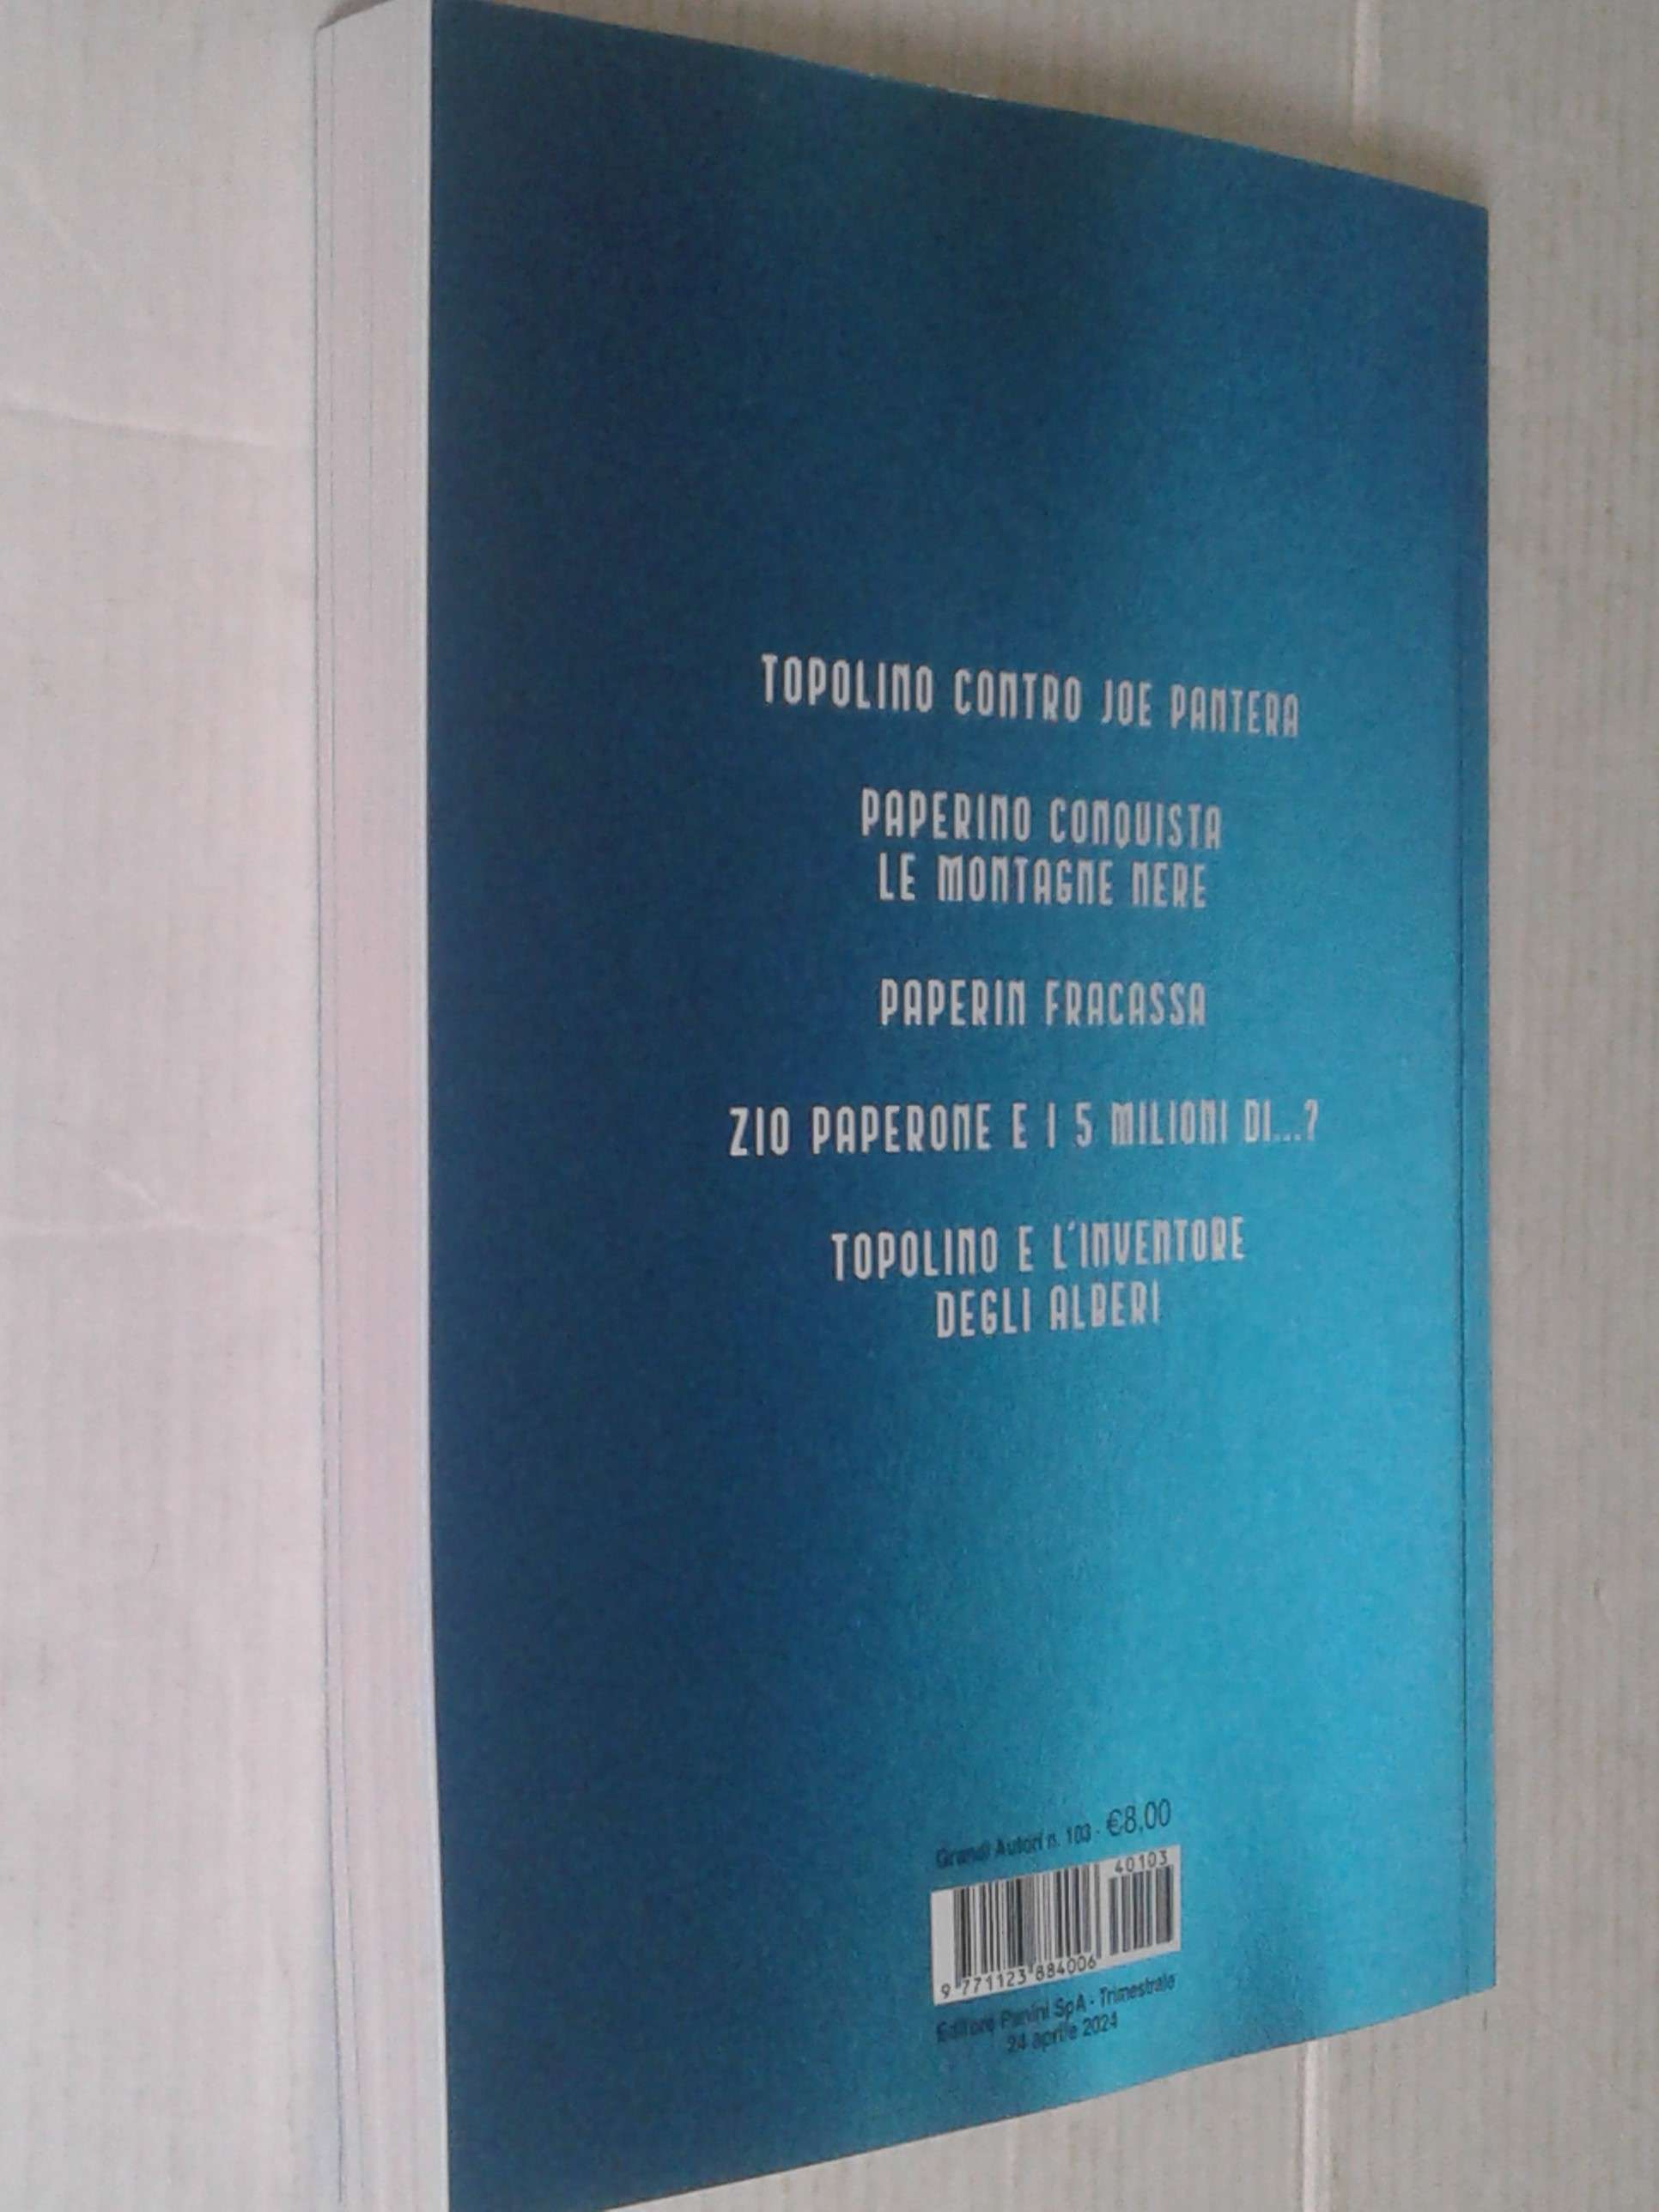 TOPOLINO CONTRO JOE PANTERA
PAPERINO CONQUISTA
LE MONTAGNE NERE
PAPERIN FRACASSA
ZIO PAPERONE E I 5 MILIONI DI...?
TOPOLINO E L'INVENTORE
DEGLI ALBERI
Grandi Autori n. 103 - €8,00
40103
9 771123 884006
Editore Panini SpA - Trimestrale
24 aprile 2024